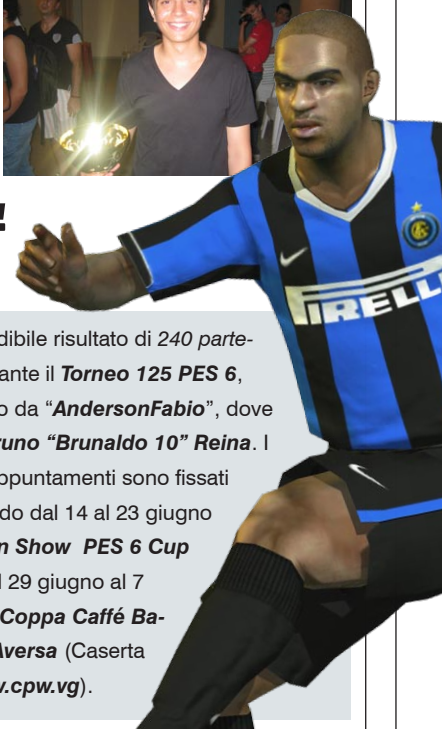 !
dibile risultato di 240 parte-
ante il Torneo 125 PES 6,
o da “AndersonFabio”, dove
runo “Brunaldo 10” Reina. I
ppuntamenti sono fissati
do dal 14 al 23 giugno
n Show PES 6 Cup
l 29 giugno al 7
Coppa Caffé Ba-
Aversa (Caserta
v.cpw.vg).
IRELL